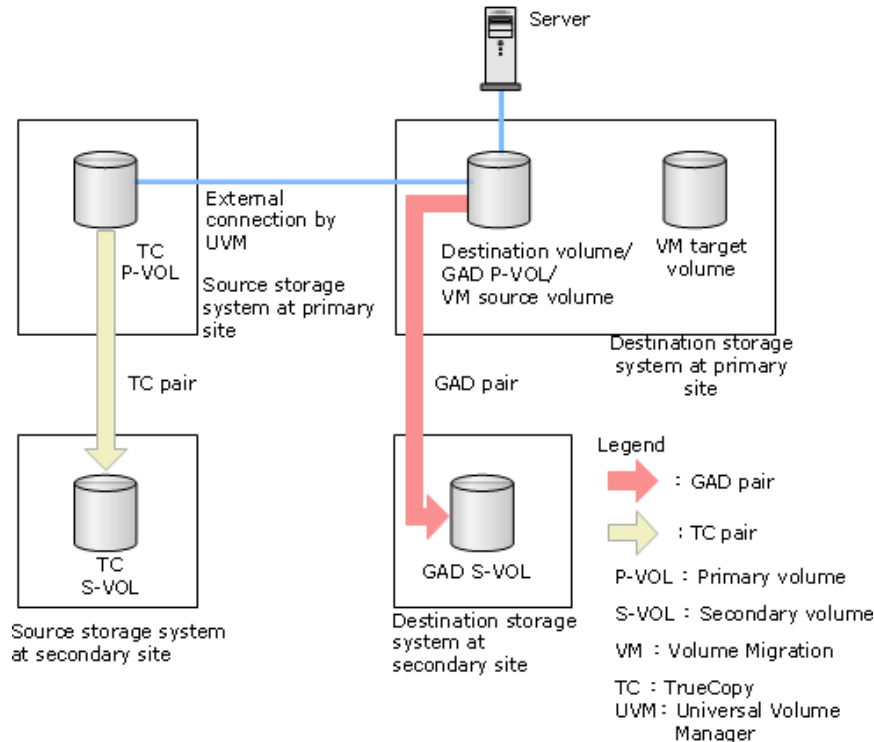 Server
External
connection by
UVM
TC
P-VOL
Source storage
system at primary
site
Destination volume/
GAD P-VOL/
VM source volume
VM target
volume
Destination storage
system at primary
site
TC pair
GAD pair
TC
S-VOL
Source storage system
at secondary site
GAD S-VOL
Destination storage
system at
secondary site
Legend
: GAD pair
: TC pair
P-VOL : Primary volume
S-VOL : Secondary volume
VM : Volume Migration
TC : TrueCopy
UVM : Universal Volume
Manager